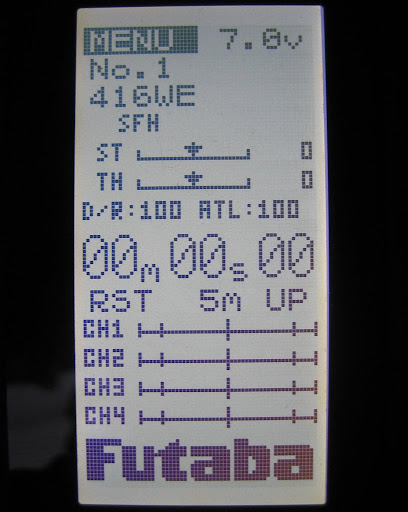 MENU 7.0v
No.1
416WE
SFH
ST 0
TH 0
D/R:100 ATL:100
00m 00s 00
RST 5m UP
CH1
CH2
CH3
CH4
Futaba